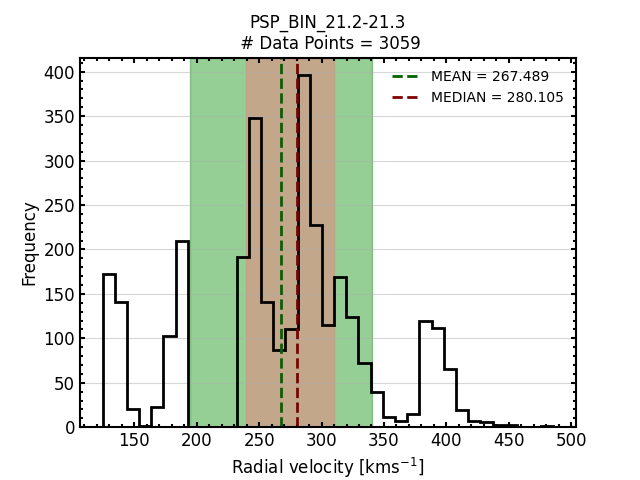 PSP_BIN_21.2-21.3
# Data Points = 3059
MEAN = 267.489
MEDIAN = 280.105
Frequency
400
350
300
250
200
150
100
50
0
150 200 250 300 350 400 450 500
Radial velocity [kms⁻¹]